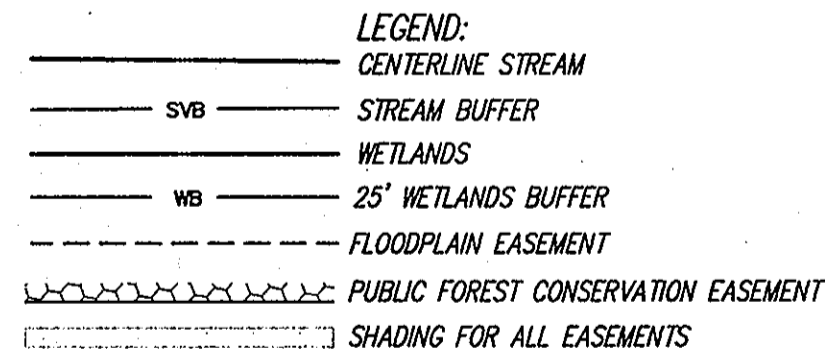 LEGEND:
CENTERLINE STREAM
SVB STREAM BUFFER
WETLANDS
WB 25' WETLANDS BUFFER
FLOODPLAIN EASEMENT
PUBLIC FOREST CONSERVATION EASEMENT
SHADING FOR ALL EASEMENTS